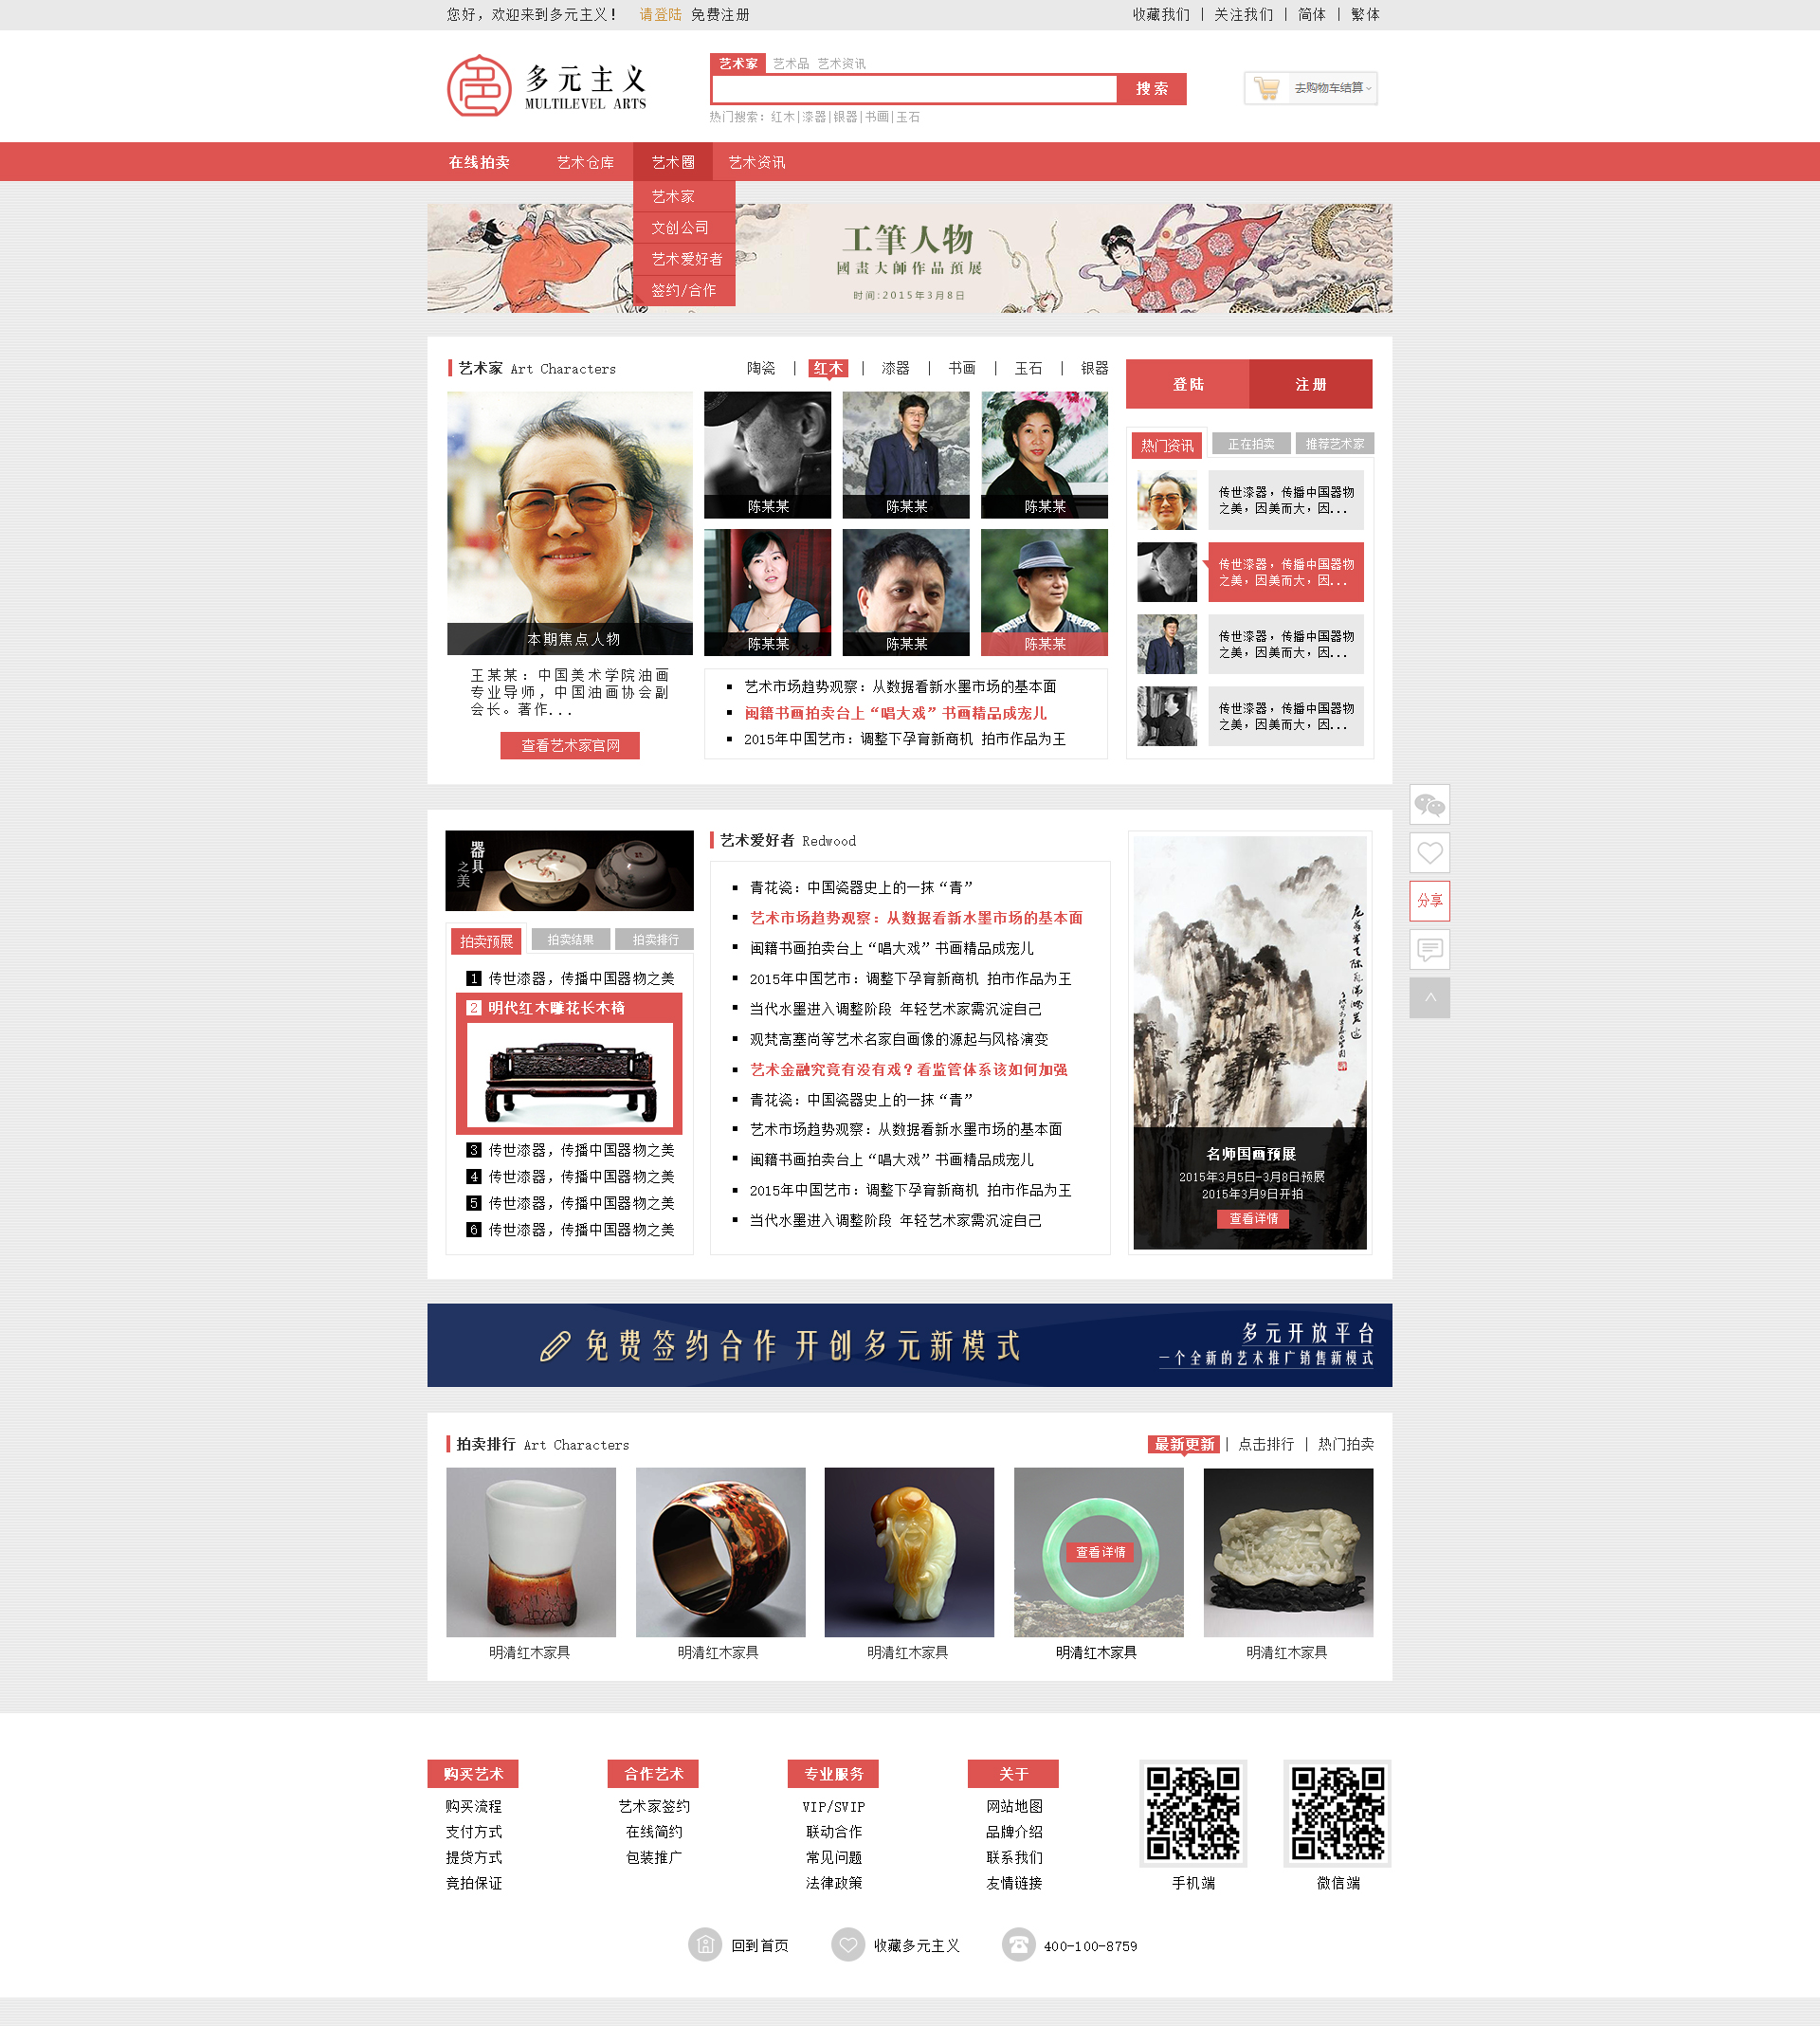 您好，欢迎来到多元主义！ 请登陆 免费注册
收藏我们 | 关注我们 | 简体 | 繁体
多元主义
MULTILEVEL ARTS
艺术家 艺术品 艺术资讯
搜索
热门搜索：红木|漆器|银器|书画|玉石
去购物车结算
在线拍卖 艺术仓库 艺术圈 艺术资讯
艺术家
文创公司
艺术爱好者
签约/合作
工筆人物
國畫大師作品預展
时间:2015年3月8日
艺术家 Art Characters
陶瓷 | 红木 | 漆器 | 书画 | 玉石 | 银器
本期焦点人物
王某某：中国美术学院油画
专业导师，中国油画协会副
会长。著作...
查看艺术家官网
陈某某 陈某某 陈某某
陈某某 陈某某 陈某某
艺术市场趋势观察：从数据看新水墨市场的基本面
闽籍书画拍卖台上“唱大戏”书画精品成宠儿
2015年中国艺市：调整下孕育新商机 拍市作品为王
登陆 注册
热门资讯 正在拍卖 推荐艺术家
传世漆器，传播中国器物
之美，因美而大，因...
传世漆器，传播中国器物
之美，因美而大，因...
传世漆器，传播中国器物
之美，因美而大，因...
传世漆器，传播中国器物
之美，因美而大，因...
分享
器具
之美
拍卖预展 拍卖结果 拍卖排行
1 传世漆器，传播中国器物之美
2 明代红木雕花长木椅
3 传世漆器，传播中国器物之美
4 传世漆器，传播中国器物之美
5 传世漆器，传播中国器物之美
6 传世漆器，传播中国器物之美
艺术爱好者 Redwood
青花瓷：中国瓷器史上的一抹“青”
艺术市场趋势观察：从数据看新水墨市场的基本面
闽籍书画拍卖台上“唱大戏”书画精品成宠儿
2015年中国艺市：调整下孕育新商机 拍市作品为王
当代水墨进入调整阶段 年轻艺术家需沉淀自己
观梵高塞尚等艺术名家自画像的源起与风格演变
艺术金融究竟有没有戏？看监管体系该如何加强
青花瓷：中国瓷器史上的一抹“青”
艺术市场趋势观察：从数据看新水墨市场的基本面
闽籍书画拍卖台上“唱大戏”书画精品成宠儿
2015年中国艺市：调整下孕育新商机 拍市作品为王
当代水墨进入调整阶段 年轻艺术家需沉淀自己
名师国画预展
2015年3月5日-3月8日预展
2015年3月9日开拍
查看详情
免费签约合作 开创多元新模式
多元开放平台
一个全新的艺术推广销售新模式
拍卖排行 Art Characters
最新更新 | 点击排行 | 热门拍卖
查看详情
明清红木家具 明清红木家具 明清红木家具 明清红木家具 明清红木家具
购买艺术
购买流程
支付方式
提货方式
竞拍保证
合作艺术
艺术家签约
在线简约
包装推广
专业服务
VIP/SVIP
联动合作
常见问题
法律政策
关于
网站地图
品牌介绍
联系我们
友情链接
手机端 微信端
回到首页 收藏多元主义 400-100-8759